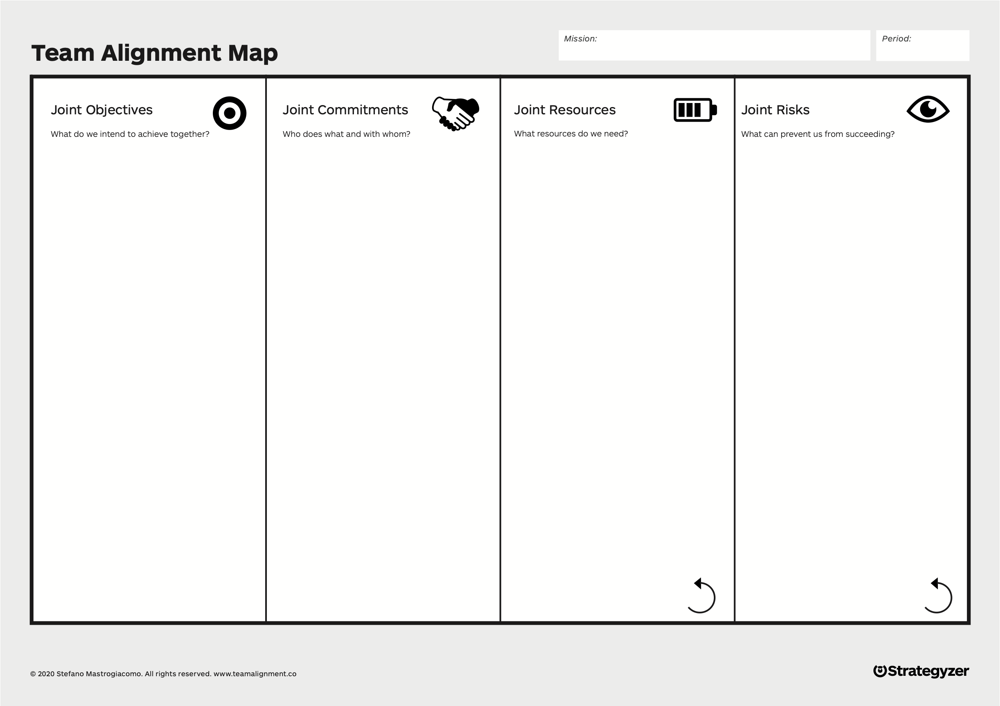 Team Alignment Map
Mission:
Period:
Joint Objectives
What do we intend to achieve together?
Joint Commitments
Who does what and with whom?
Joint Resources
What resources do we need?
Joint Risks
What can prevent us from succeeding?
© 2020 Stefano Mastrogiacomo. All rights reserved. www.teamalignment.co
Strategyzer